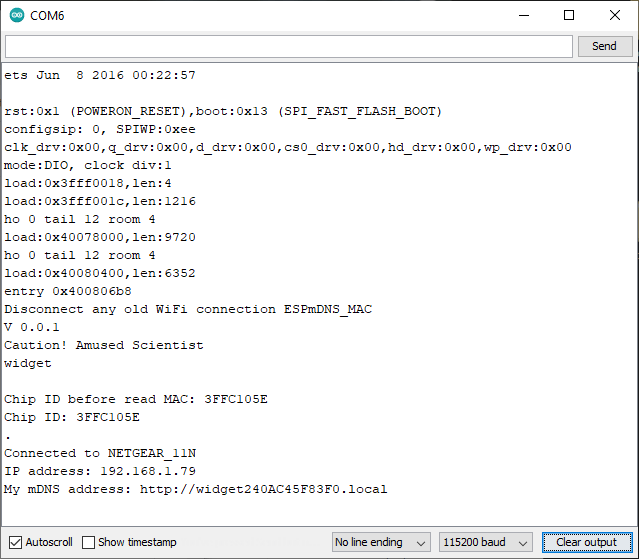 COM6
Send
ets Jun  8 2016 00:22:57
rst:0x1 (POWERON_RESET),boot:0x13 (SPI_FAST_FLASH_BOOT)
configsip: 0, SPIWP:0xee
clk_drv:0x00,q_drv:0x00,d_drv:0x00,cs0_drv:0x00,hd_drv:0x00,wp_drv:0x00
mode:DIO, clock div:1
load:0x3fff0018,len:4
load:0x3fff001c,len:1216
ho 0 tail 12 room 4
load:0x40078000,len:9720
ho 0 tail 12 room 4
load:0x40080400,len:6352
entry 0x400806b8
Disconnect any old WiFi connection ESPmDNS_MAC
V 0.0.1
Caution! Amused Scientist
widget
Chip ID before read MAC: 3FFC105E
Chip ID: 3FFC105E
.
Connected to NETGEAR_11N
IP address: 192.168.1.79
My mDNS address: http://widget240AC45F83F0.local
Autoscroll Show timestamp No line ending 115200 baud Clear output